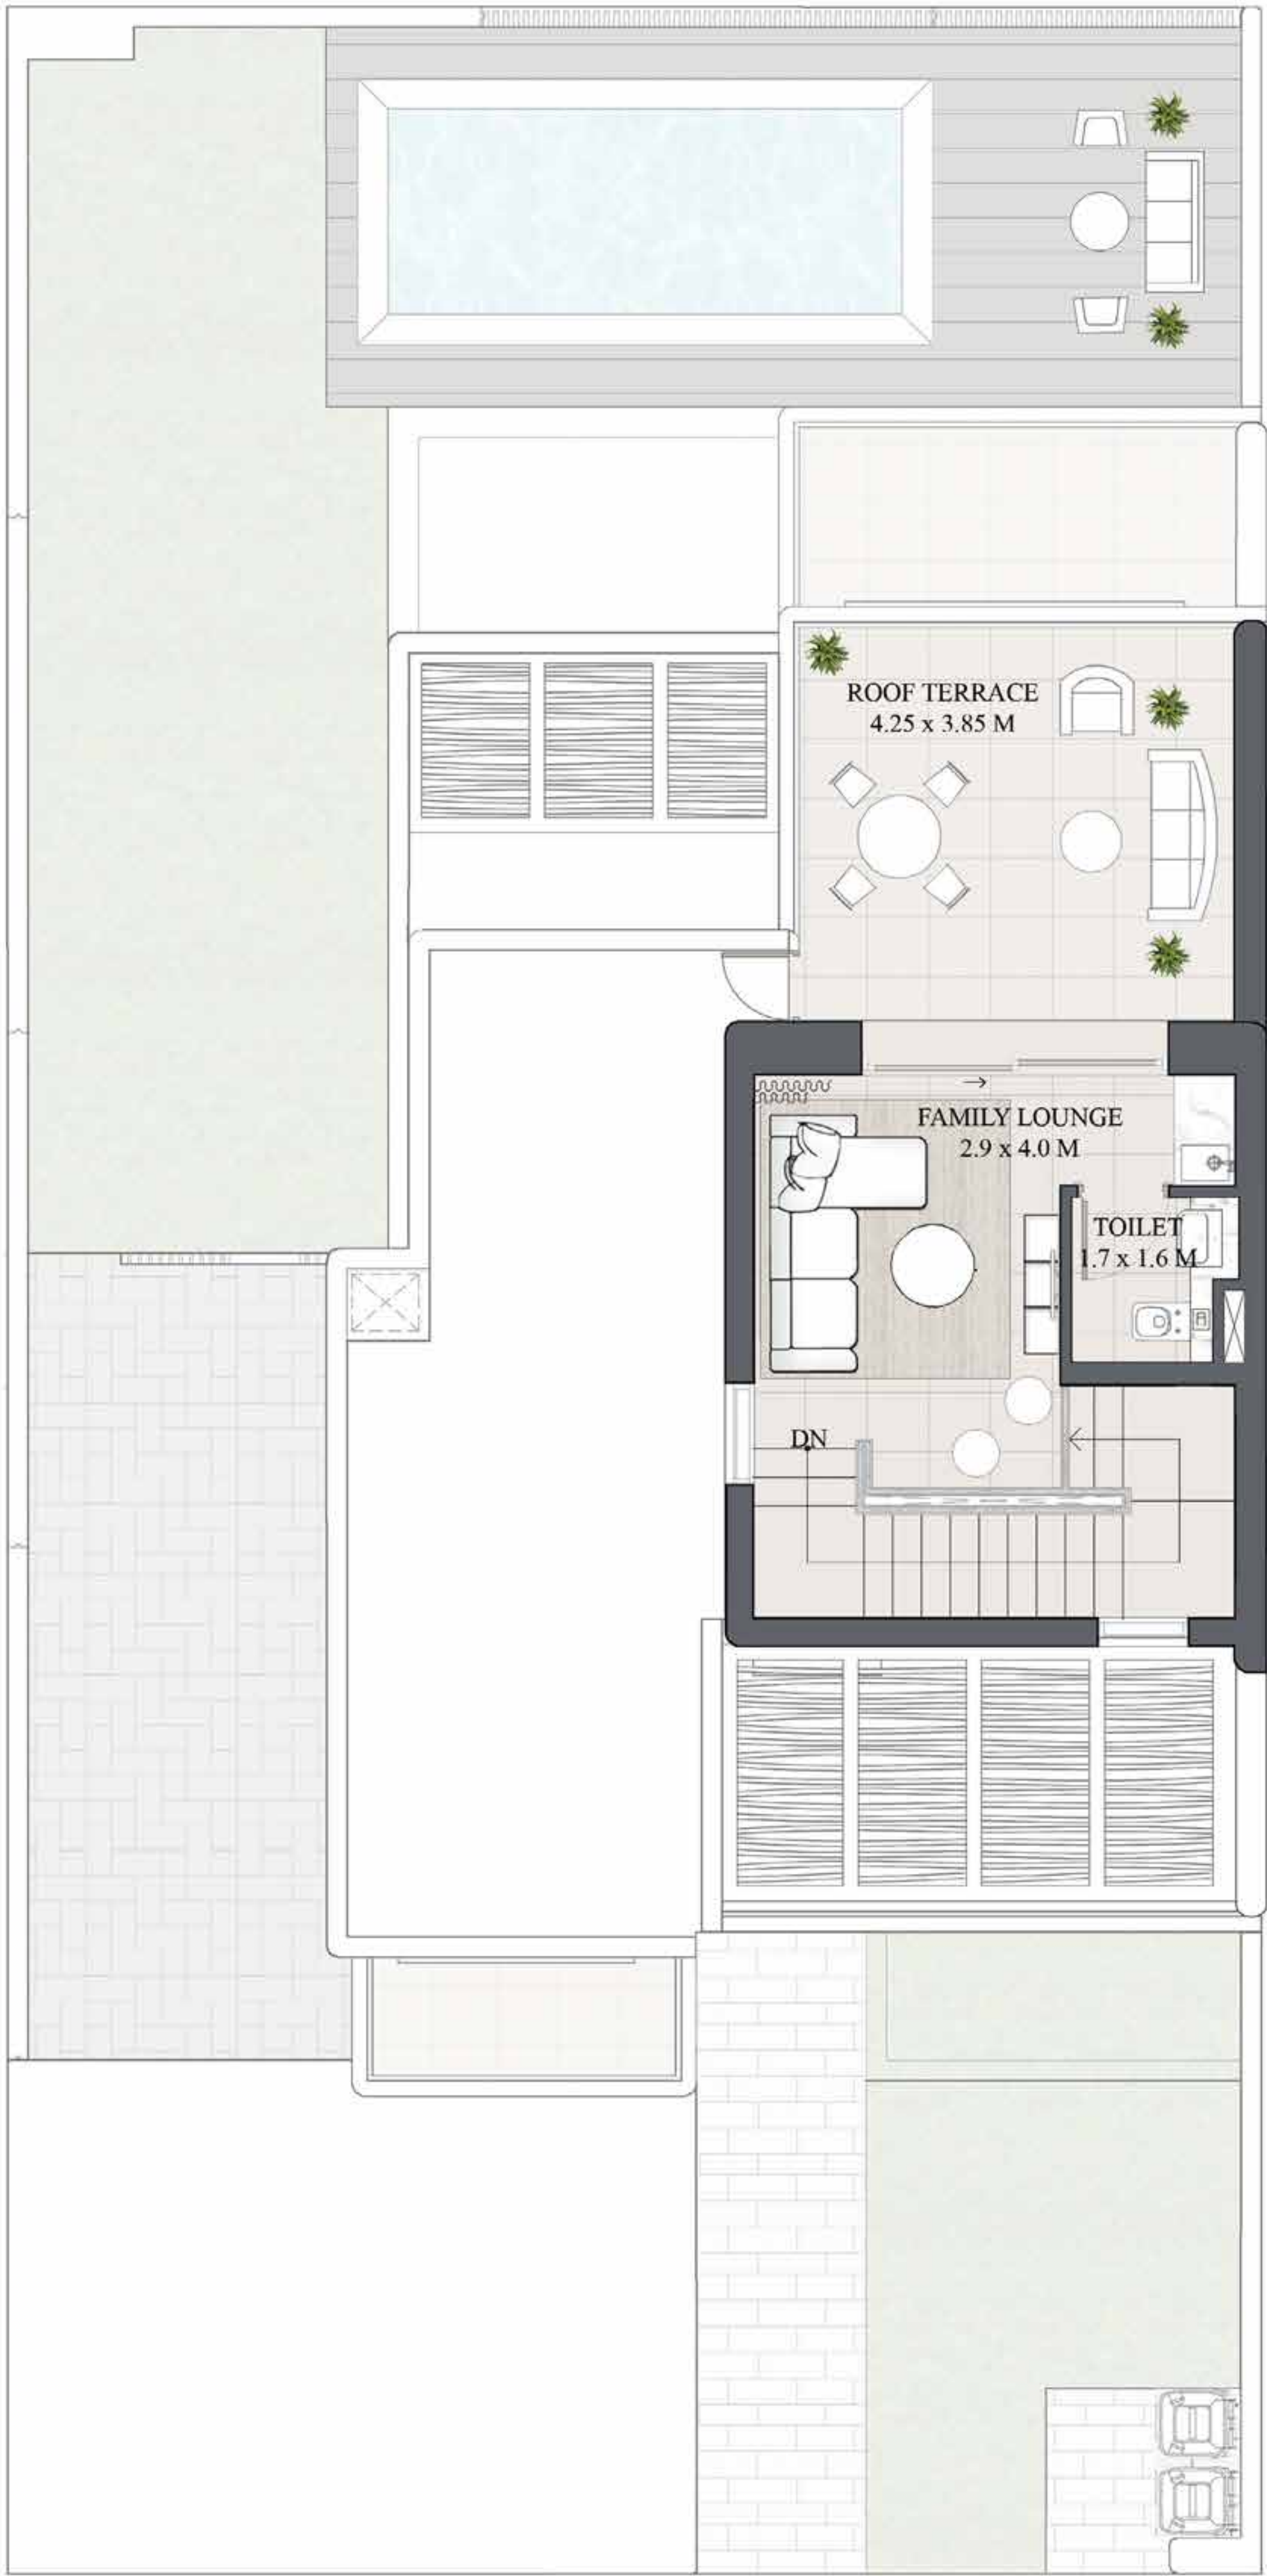 ROOF TERRACE
4.25 x 3.85 M
FAMILY LOUNGE
2.9 x 4.0 M
TOILET
1.7 x 1.6 M
DN